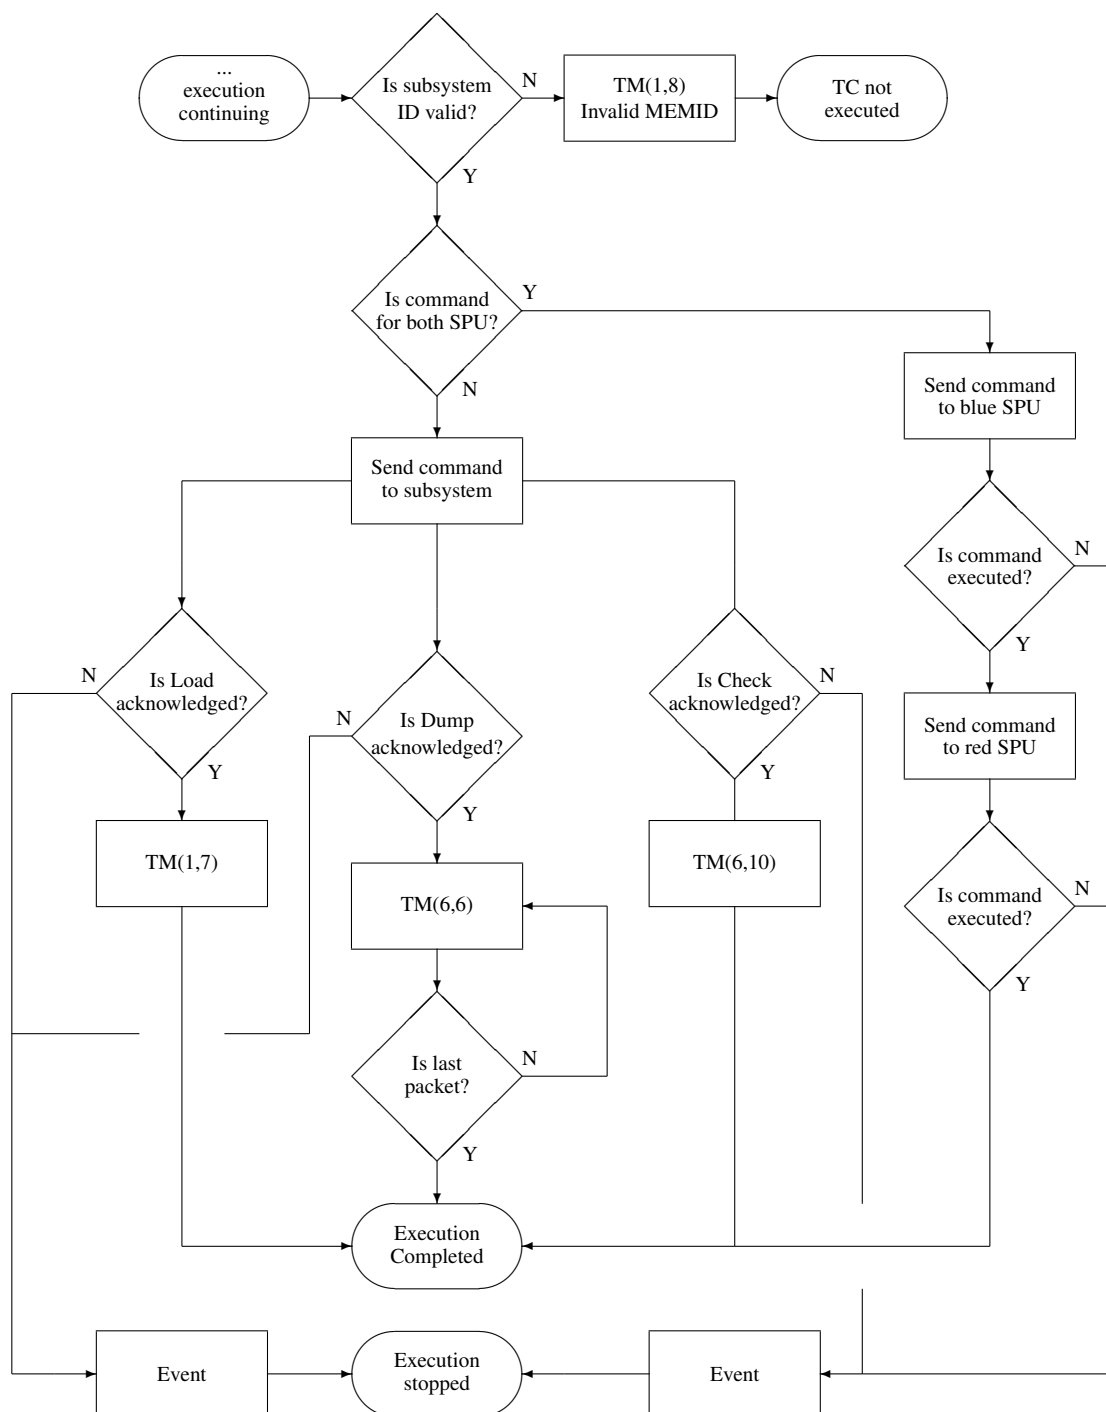 ...
execution
continuing
Is subsystem
ID valid?
N
TM(1,8)
Invalid MEMID
TC not
executed
Y
Is command
for both SPU?
Y
N
Send command
to blue SPU
Send command
to subsystem
Is command
executed?
N
Y
N
Is Load
acknowledged?
Y
N
Is Dump
acknowledged?
Y
Is Check
acknowledged?
N
Y
Send command
to red SPU
TM(1,7)
TM(6,6)
TM(6,10)
Is command
executed?
N
Y
Is last
packet?
N
Y
Execution
Completed
Event
Execution
stopped
Event